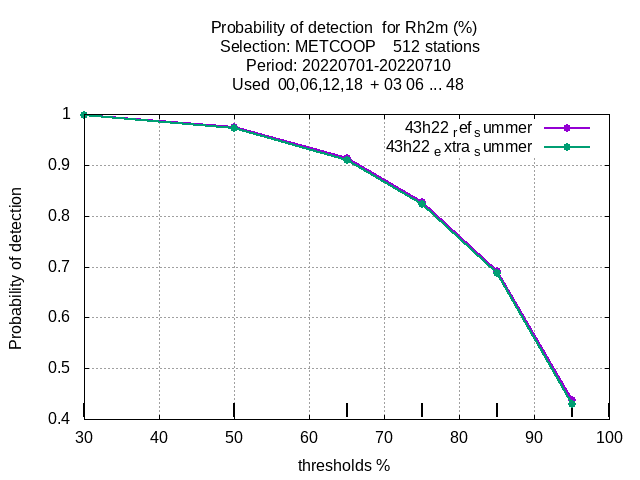 Probability of detection  for Rh2m (%)
Selection: METCOOP    512 stations
Period: 20220701-20220710
Used  00,06,12,18  + 03 06 ... 48
43h22 ref summer
43h22 extra summer
Probability of detection
1
0.9
0.8
0.7
0.6
0.5
0.4
30 40 50 60 70 80 90 100
thresholds %